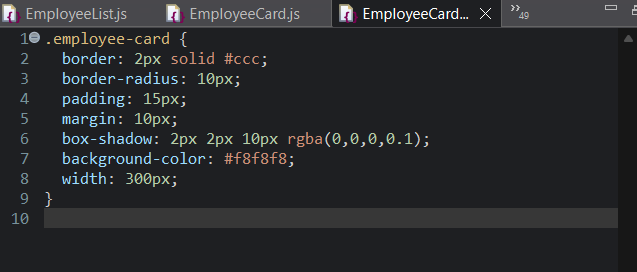 EmployeeList.js EmployeeCard.js EmployeeCard... 49
1 .employee-card {
2 border: 2px solid #ccc;
3 border-radius: 10px;
4 padding: 15px;
5 margin: 10px;
6 box-shadow: 2px 2px 10px rgba(0,0,0,0.1);
7 background-color: #f8f8f8;
8 width: 300px;
9 }
10